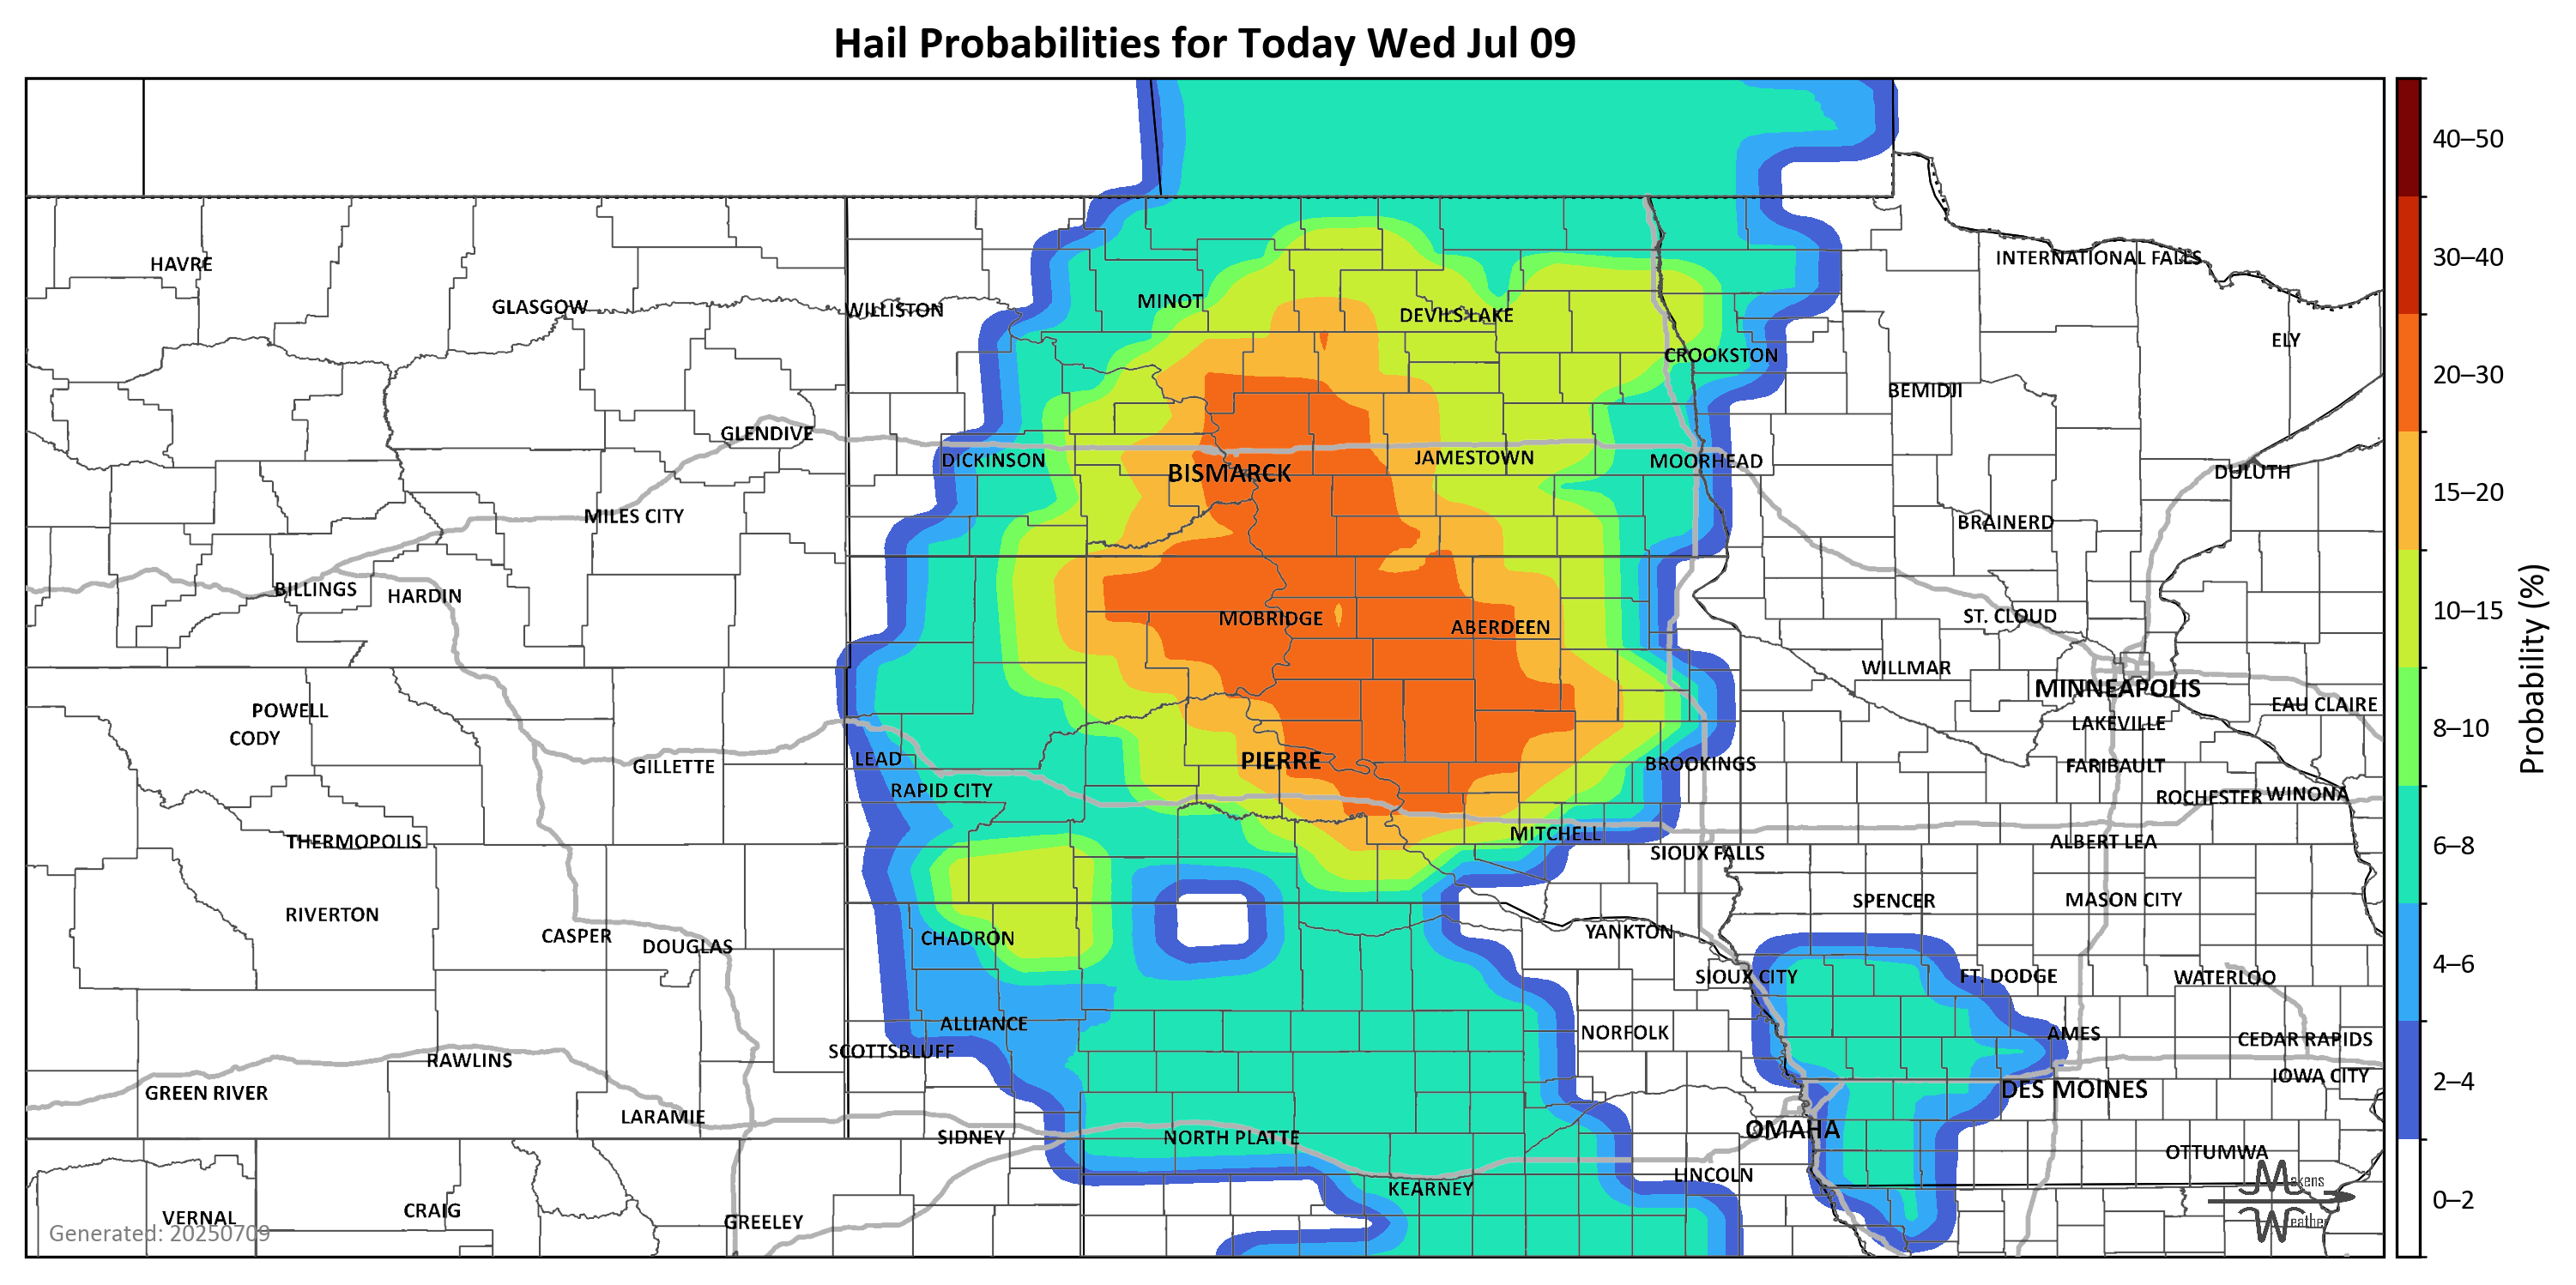 Hail Probabilities for Today Wed Jul 09
40–50
HAVRE
INTERNATIONAL FALLS
30–40
MINOT
GLASGOW
WILLISTON
DEVILS LAKE
ELY
CROOKSTON
20–30
BEMIDJI
GLENDIVE
DICKINSON
JAMESTOWN
MOORHEAD
BISMARCK
DULUTH
15–20
MILES CITY
BRAINERD
BILLINGS
HARDIN
10–15
ST. CLOUD
MOBRIDGE
ABERDEEN
Probability (%)
WILLMAR
MINNEAPOLIS
EAU CLAIRE
POWELL
LAKEVILLE
8–10
CODY
LEAD
PIERRE
BROOKINGS
GILLETTE
FARIBAULT
RAPID CITY
ROCHESTER
WINONA
MITCHELL
THERMOPOLIS
ALBERT LEA
6–8
SIOUX FALLS
SPENCER
MASON CITY
RIVERTON
YANKTON
CASPER
CHADRON
DOUGLAS
4–6
SIOUX CITY
FT. DODGE
WATERLOO
ALLIANCE
NORFOLK
AMES
CEDAR RAPIDS
SCOTTSBLUFF
RAWLINS
IOWA CITY
2–4
GREEN RIVER
DES MOINES
LARAMIE
OMAHA
SIDNEY
NORTH PLATTE
OTTUMWA
LINCOLN
Makens
KEARNEY
0–2
CRAIG
VERNAL
GREELEY
Weather
Generated: 20250709